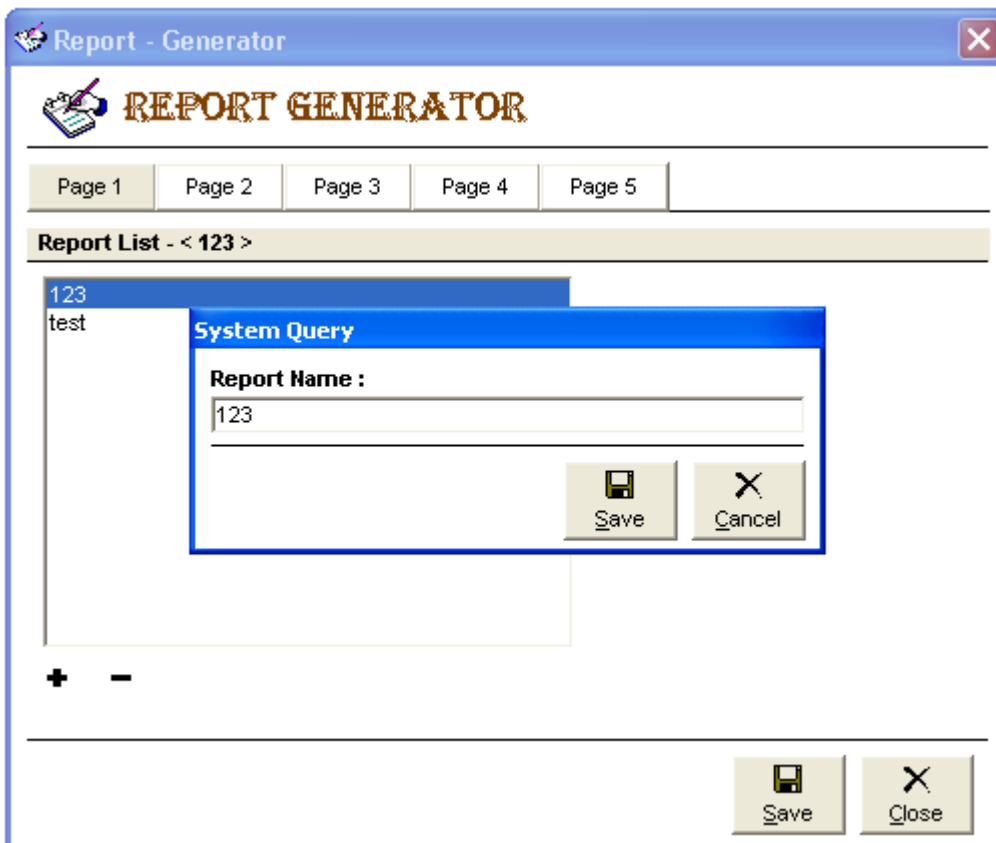 Report - Generator
REPORT GENERATOR
Page 1 Page 2 Page 3 Page 4 Page 5
Report List - < 123 >
123
test
System Query
Report Name :
123
Save Cancel
Save Close